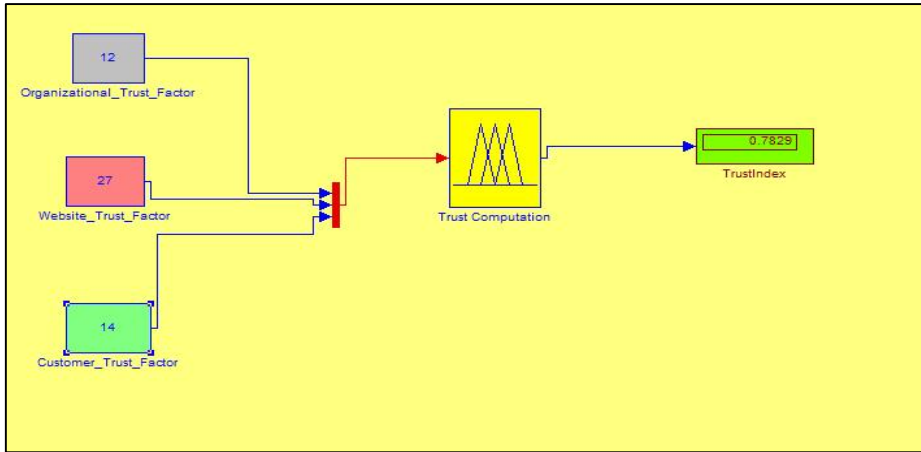 12
Organizational_Trust_Factor
27
Website_Trust_Factor
14
Customer_Trust_Factor
Trust Computation
0.7829
TrustIndex